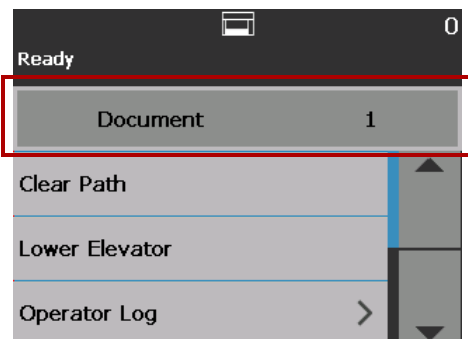 0
Ready
Document 1
Clear Path
Lower Elevator
Operator Log